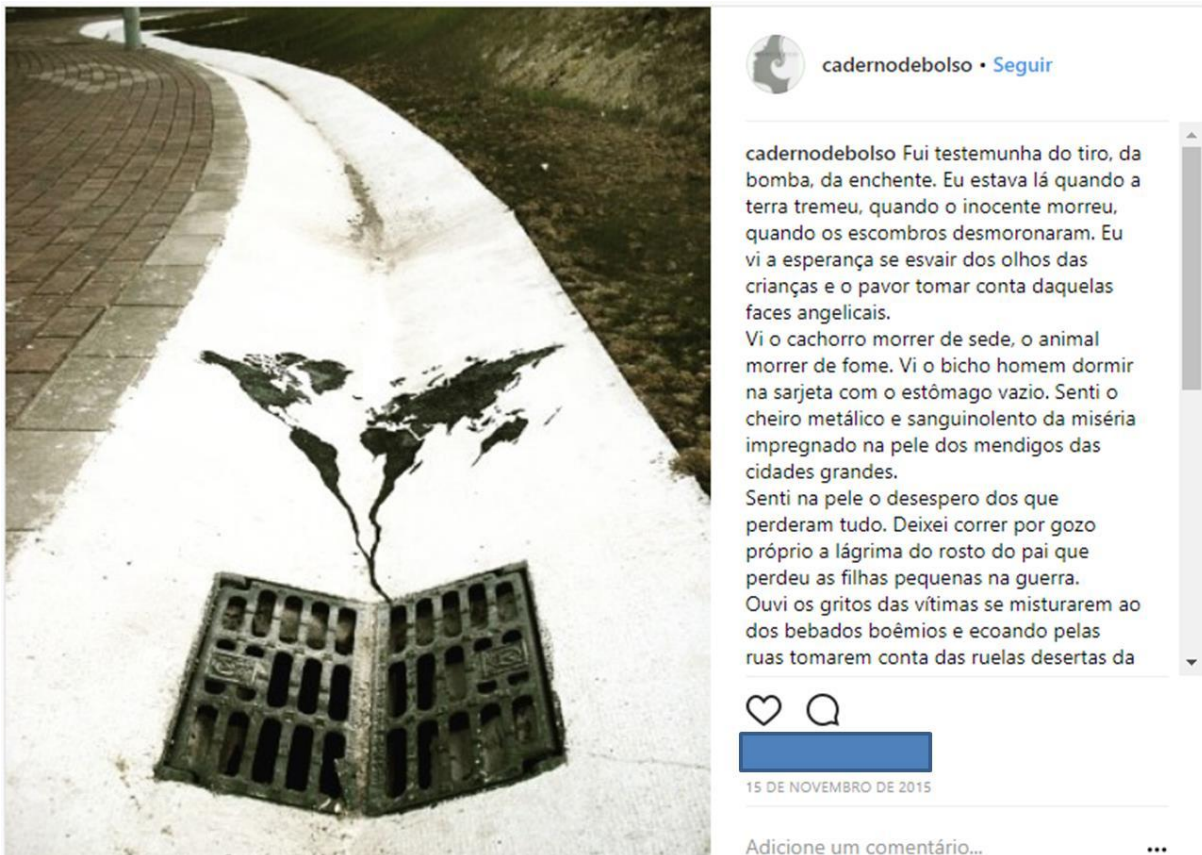 cadernodebolso • Seguir
cadernodebolso Fui testemunha do tiro, da
bomba, da enchente. Eu estava lá quando a
terra tremeu, quando o inocente morreu,
quando os escombros desmoronaram. Eu
vi a esperança se esvair dos olhos das
crianças e o pavor tomar conta daquelas
faces angelicais.
Vi o cachorro morrer de sede, o animal
morrer de fome. Vi o bicho homem dormir
na sarjeta com o estômago vazio. Senti o
cheiro metálico e sanguinolento da miséria
impregnado na pele dos mendigos das
cidades grandes.
Senti na pele o desespero dos que
perderam tudo. Deixei correr por gozo
próprio a lágrima do rosto do pai que
perdeu as filhas pequenas na guerra.
Ouvi os gritos das vítimas se misturarem ao
dos bebados boêmios e ecoando pelas
ruas tomarem conta das ruelas desertas da
15 DE NOVEMBRO DE 2015
Adicione um comentário...